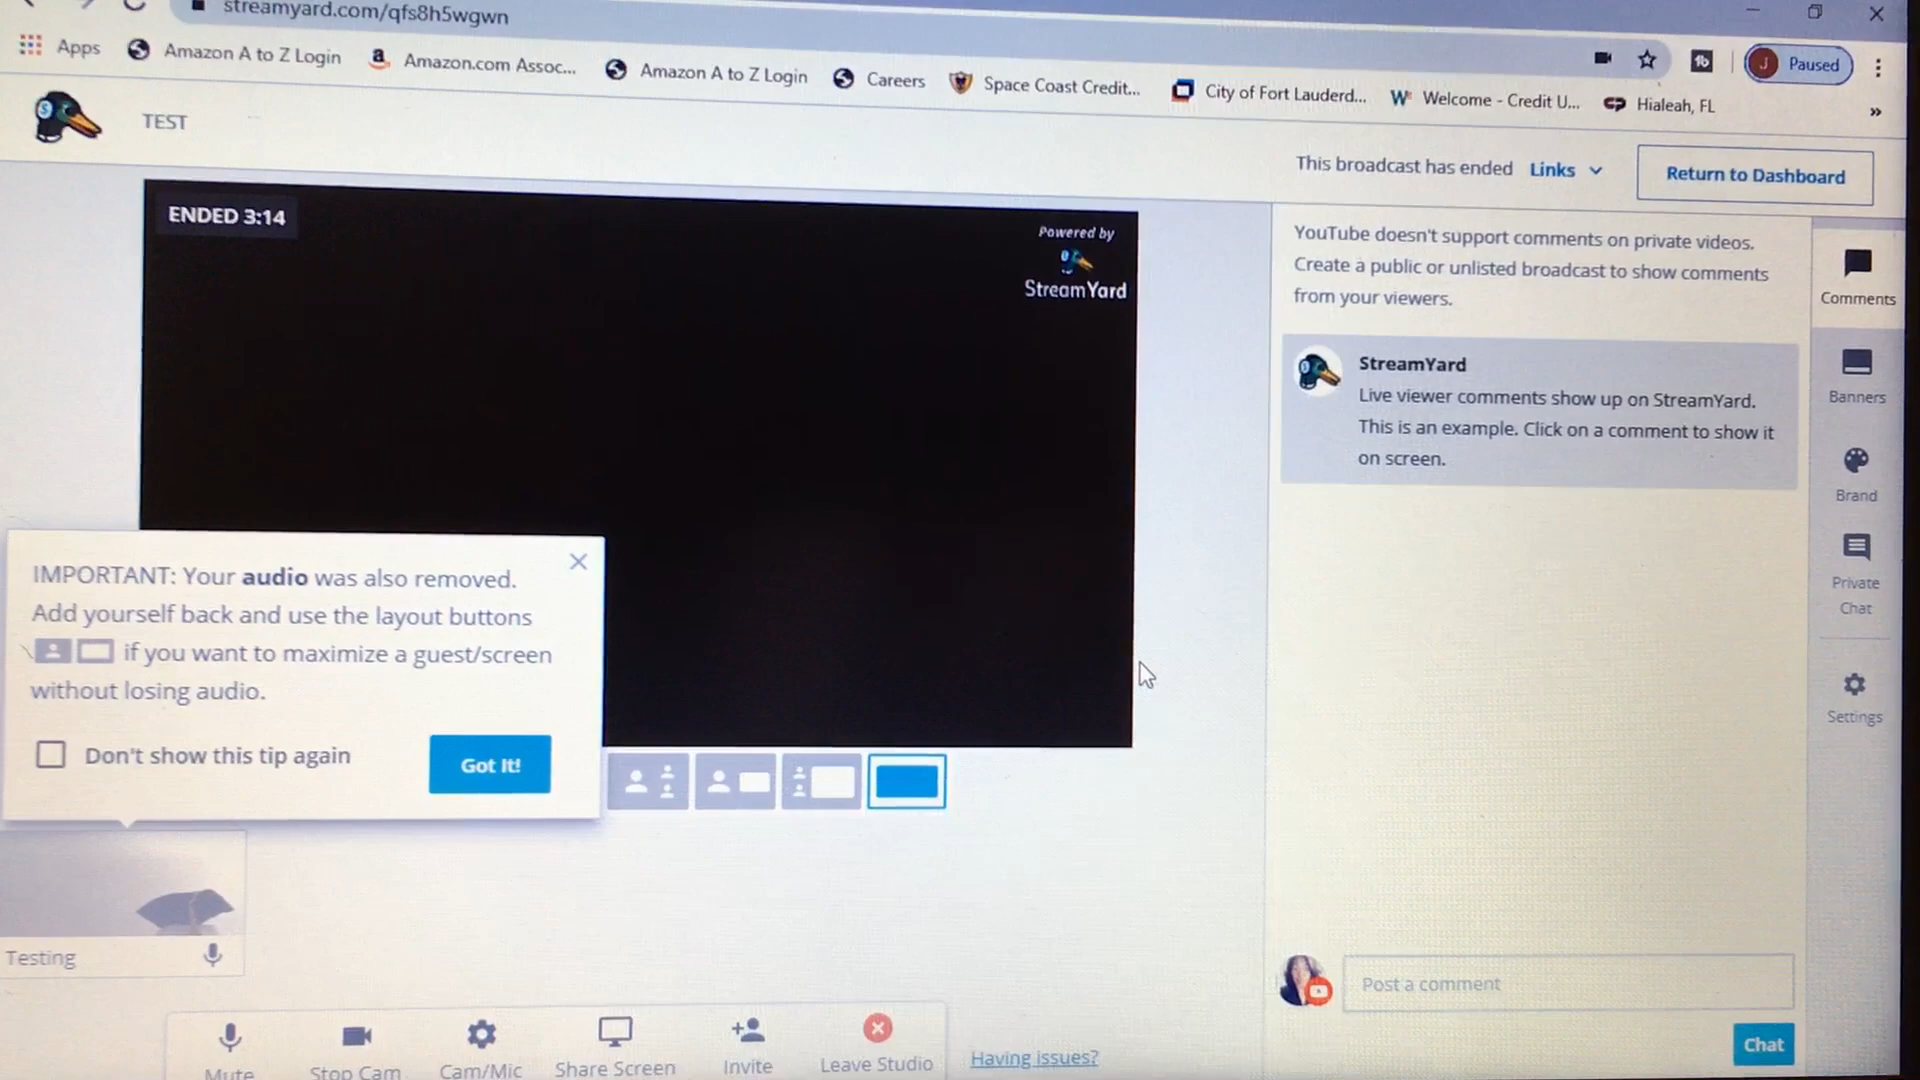 streamyard.com/qfs8h5wgwn
Apps
Amazon A to Z Login
Amazon.com Assoc...
Amazon A to Z Login
Careers
Space Coast Credit...
City of Fort Lauderd...
Welcome - Credit U...
Hialeah, FL
»
J Paused
TEST
This broadcast has ended Links
Return to Dashboard
ENDED 3:14
Powered by
StreamYard
YouTube doesn't support comments on private videos.
Create a public or unlisted broadcast to show comments
from your viewers.
StreamYard
Live viewer comments show up on StreamYard.
This is an example. Click on a comment to show it
on screen.
Comments
Banners
Brand
Private
Chat
Settings
IMPORTANT: Your audio was also removed.
Add yourself back and use the layout buttons
if you want to maximize a guest/screen
without losing audio.
Don't show this tip again
Got It!
Testing
Mute
Stop Cam
Cam/Mic
Share Screen
Invite
Leave Studio
Having issues?
Post a comment
Chat